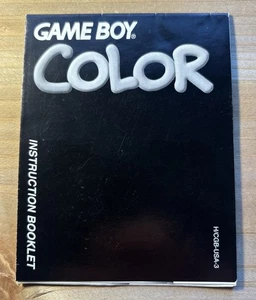 GAME BOY®
COLOR
INSTRUCTION BOOKLET
H/CGB-USA-3